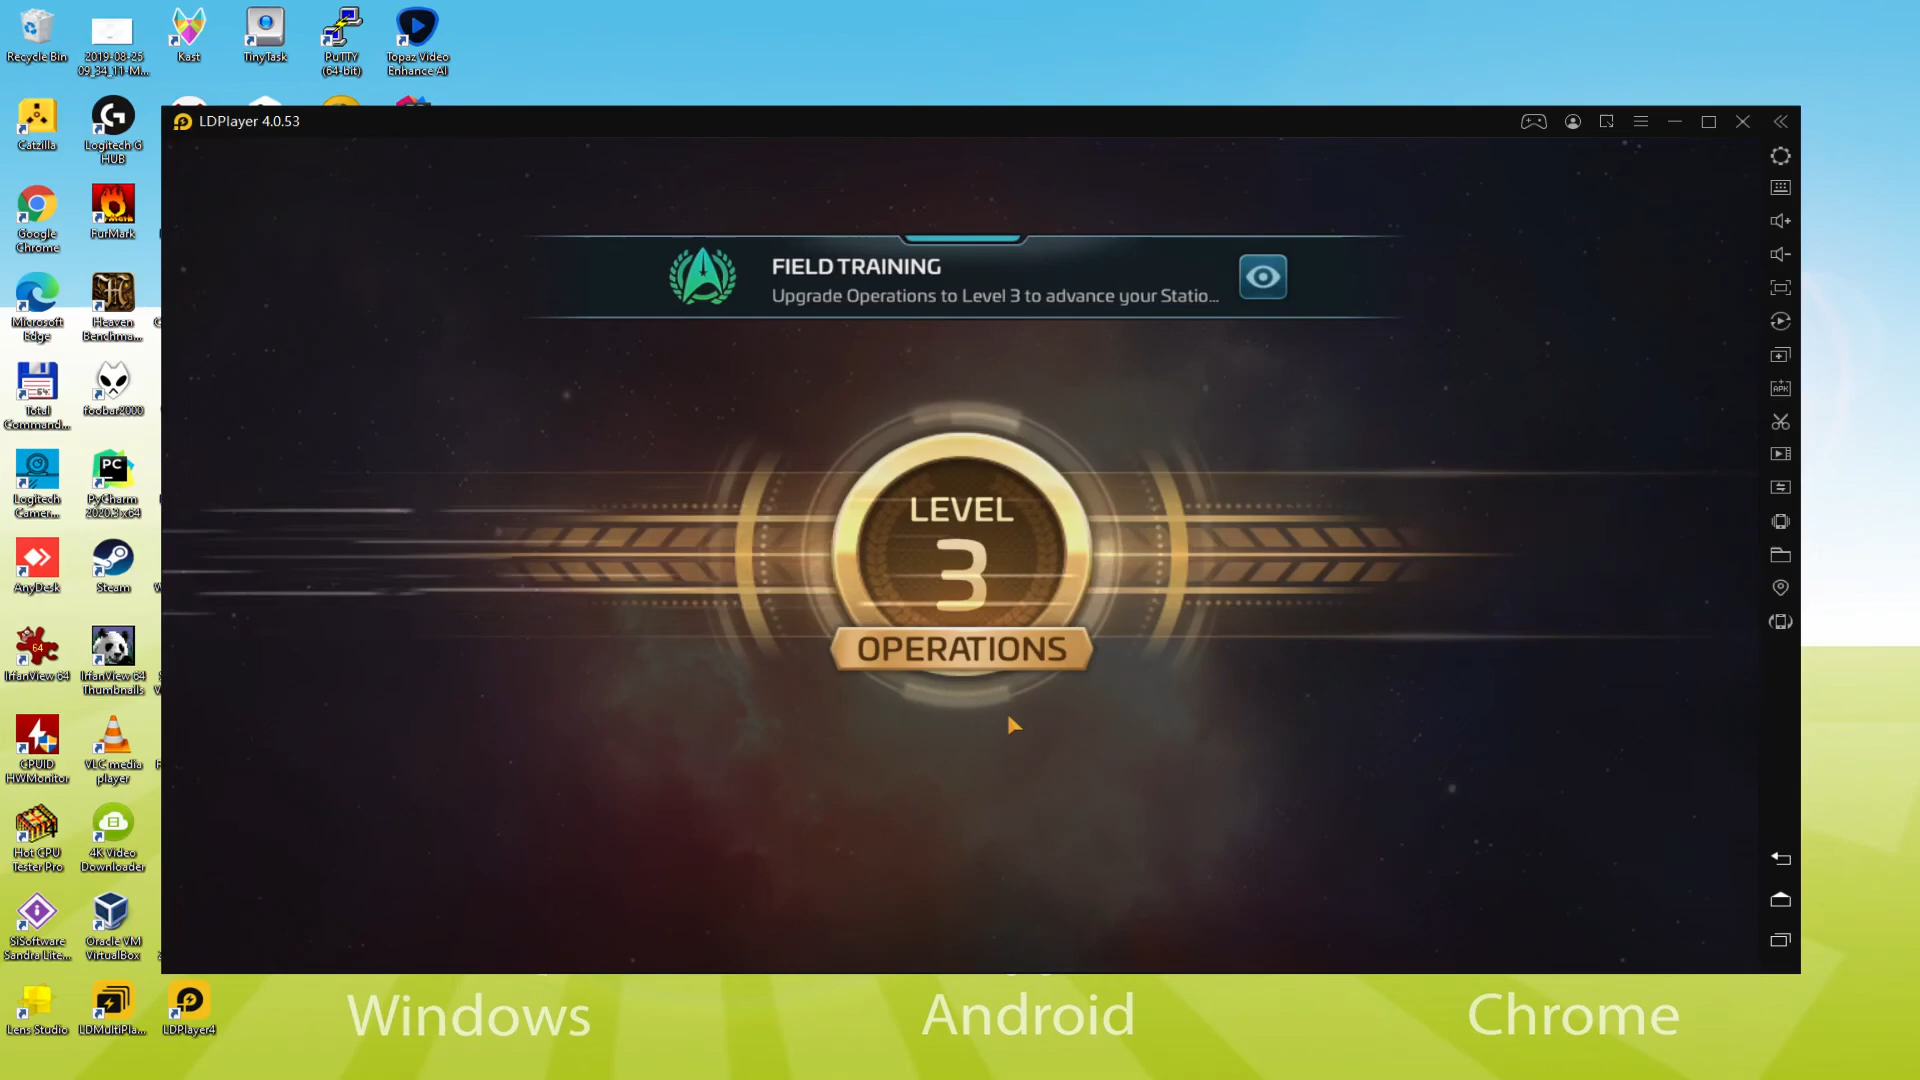 Recycle Bin
2019-08-25
09_34_11-M...
Kast
TinyTask
PuTTY
(64-bit)
Topaz Video
Enhance AI
Catzilla
Logitech G
HUB
Google
Chrome
FurMark
Microsoft
Edge
Heaven
Benchma...
Total
Command...
foobar2000
Logitech
Camer...
PyCharm
2020.3 x64
AnyDesk
Steam
IrfanView 64
IrfanView 64
Thumbnails
CPUID
HWMonitor
VLC media
player
Hot CPU
Tester Pro
4K Video
Downloader
SiSoftware
Sandra Lite...
Oracle VM
VirtualBox
Lens Studio
LDMultiPla...
LDPlayer4
LDPlayer 4.0.53
FIELD TRAINING
Upgrade Operations to Level 3 to advance your Statio...
LEVEL
3
OPERATIONS
Windows
Android
Chrome